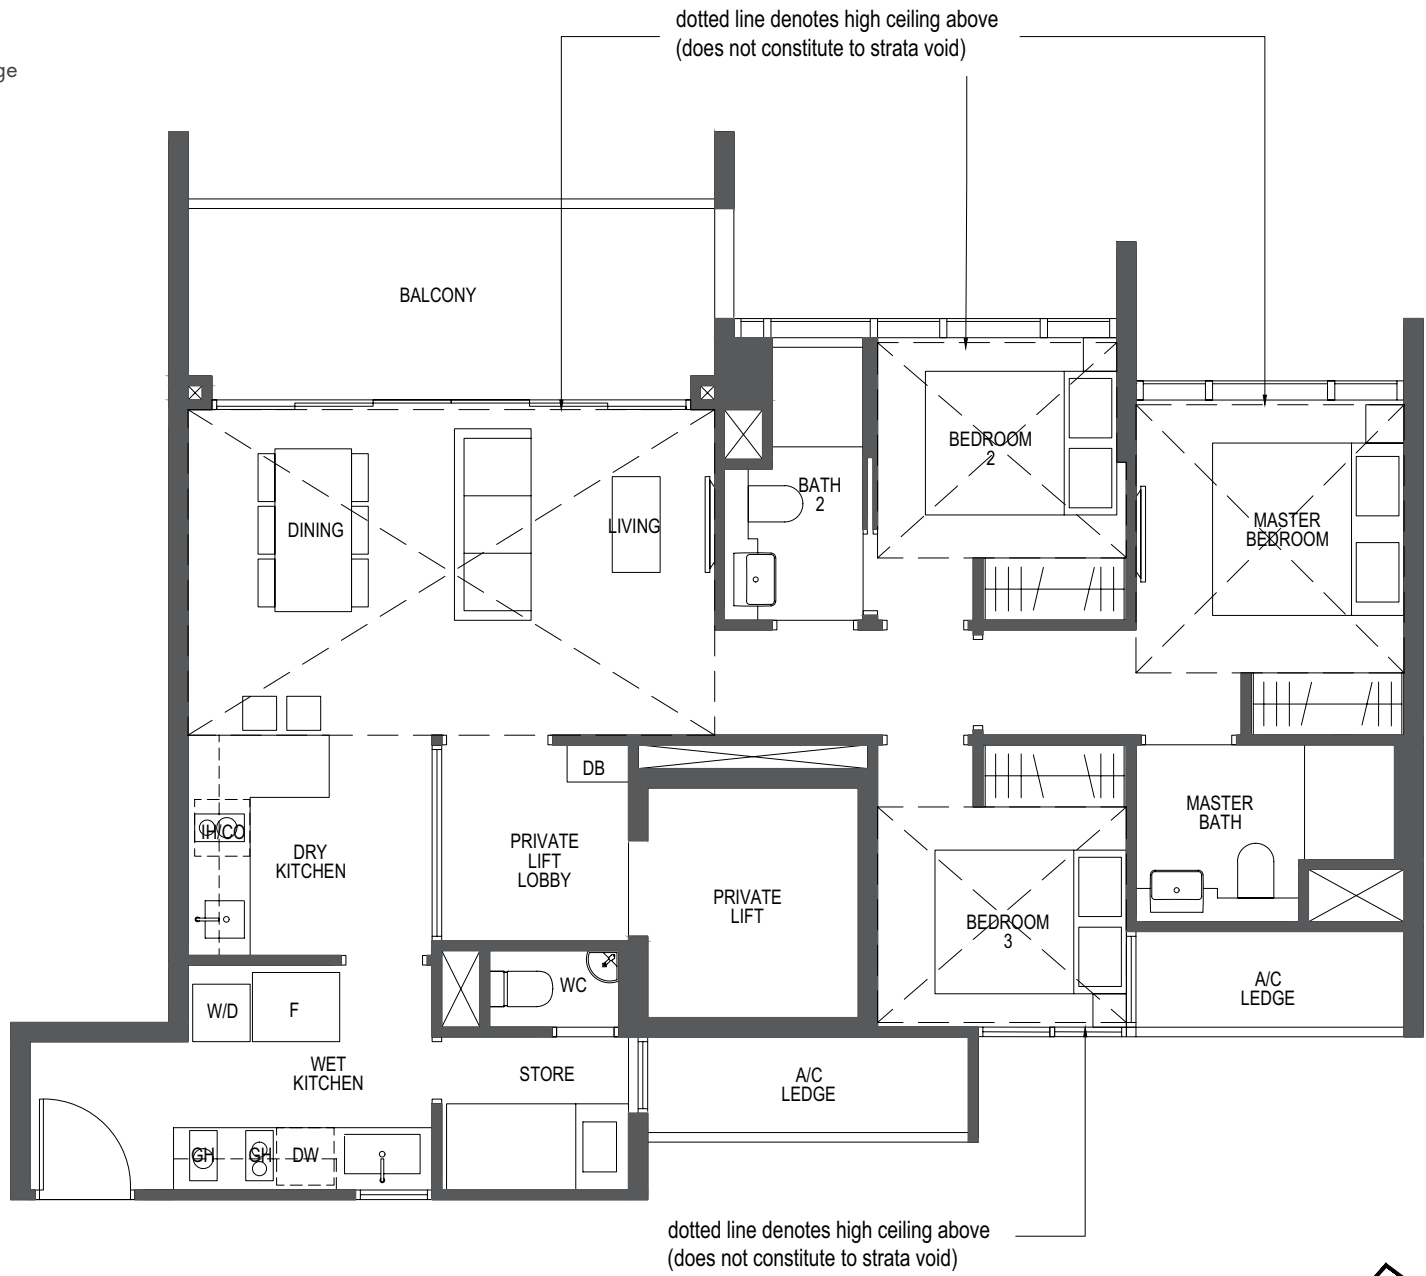 dotted line denotes high ceiling above
(does not constitute to strata void)
ge
BALCONY
BEDROOM
2
BATH
2
DINING
LIVING
MASTER
BEDROOM
DB
IH/CO
DRY
KITCHEN
PRIVATE
LIFT
LOBBY
PRIVATE
LIFT
MASTER
BATH
BEDROOM
3
WC
A/C
LEDGE
W/D
F
WET
KITCHEN
STORE
A/C
LEDGE
GH
GH
DW
dotted line denotes high ceiling above
(does not constitute to strata void)